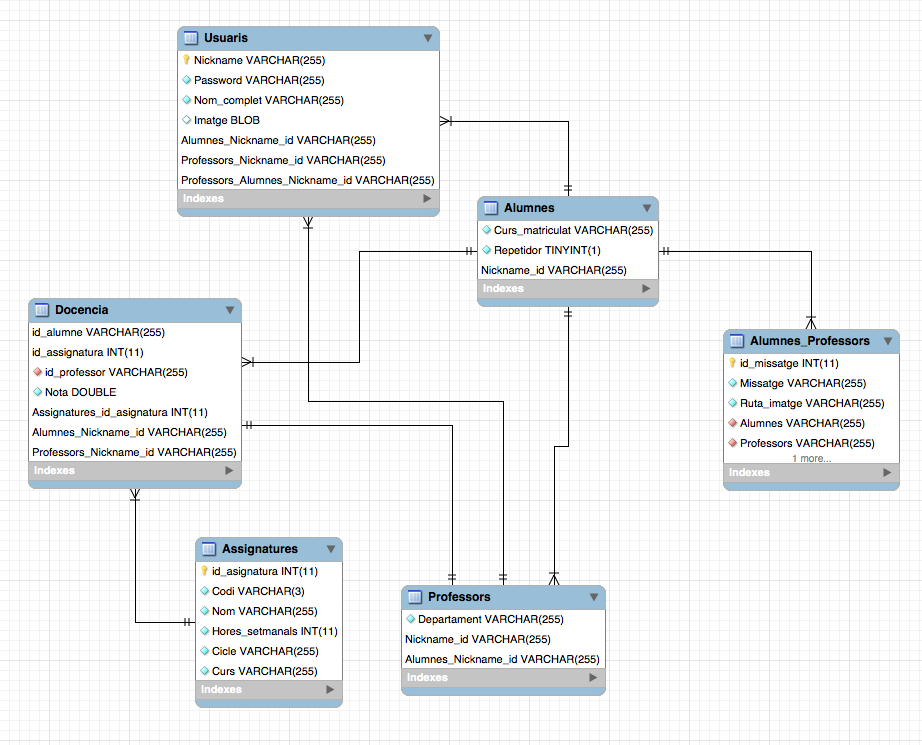 Usuaris
Nickname VARCHAR(255)
Password VARCHAR(255)
Nom_complet VARCHAR(255)
Imatge BLOB
Alumnes_Nickname_id VARCHAR(255)
Professors_Nickname_id VARCHAR(255)
Professors_Alumnes_Nickname_id VARCHAR(255)
Indexes
Alumnes
Curs_matriculat VARCHAR(255)
Repetidor TINYINT(1)
Nickname_id VARCHAR(255)
Indexes
Docencia
id_alumne VARCHAR(255)
id_assignatura INT(11)
id_professor VARCHAR(255)
Nota DOUBLE
Assignatures_id_asignatura INT(11)
Alumnes_Nickname_id VARCHAR(255)
Professors_Nickname_id VARCHAR(255)
Indexes
Alumnes_Professors
id_missatge INT(11)
Missatge VARCHAR(255)
Ruta_imatge VARCHAR(255)
Alumnes VARCHAR(255)
Professors VARCHAR(255)
1 more...
Indexes
Assignatures
id_asignatura INT(11)
Codi VARCHAR(3)
Nom VARCHAR(255)
Hores_setmanals INT(11)
Cicle VARCHAR(255)
Curs VARCHAR(255)
Indexes
Professors
Departament VARCHAR(255)
Nickname_id VARCHAR(255)
Alumnes_Nickname_id VARCHAR(255)
Indexes